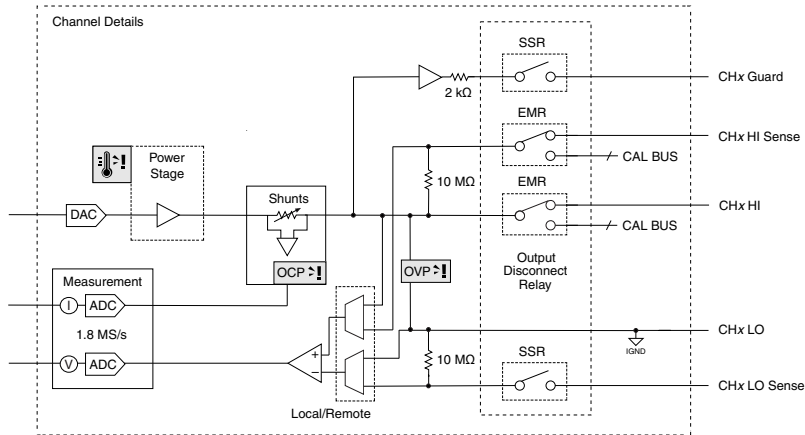 Channel Details
SSR
2 kΩ
CHx Guard
EMR
CHx HI Sense
CAL BUS
Power
Stage
10 MΩ
EMR
Shunts
DAC
CHx HI
CAL BUS
OCP
OVP
Output
Disconnect
Relay
Measurement
I
ADC
1.8 MS/s
V
ADC
+
−
Local/Remote
10 MΩ
CHx LO
IGND
SSR
CHx LO Sense